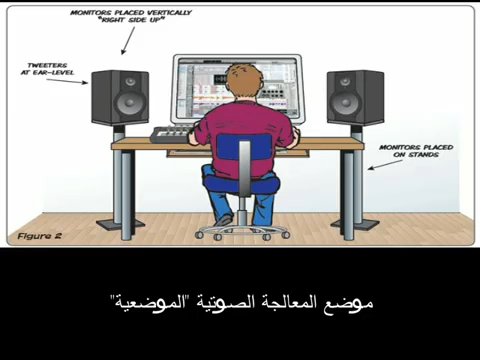 MONITORS PLACED VERTICALLY
"RIGHT SIDE UP"
TWEETERS
AT EAR-LEVEL
MONITORS PLACED
ON STANDS
Figure 2
موضع المعالجة الصوتية "الموضعية"